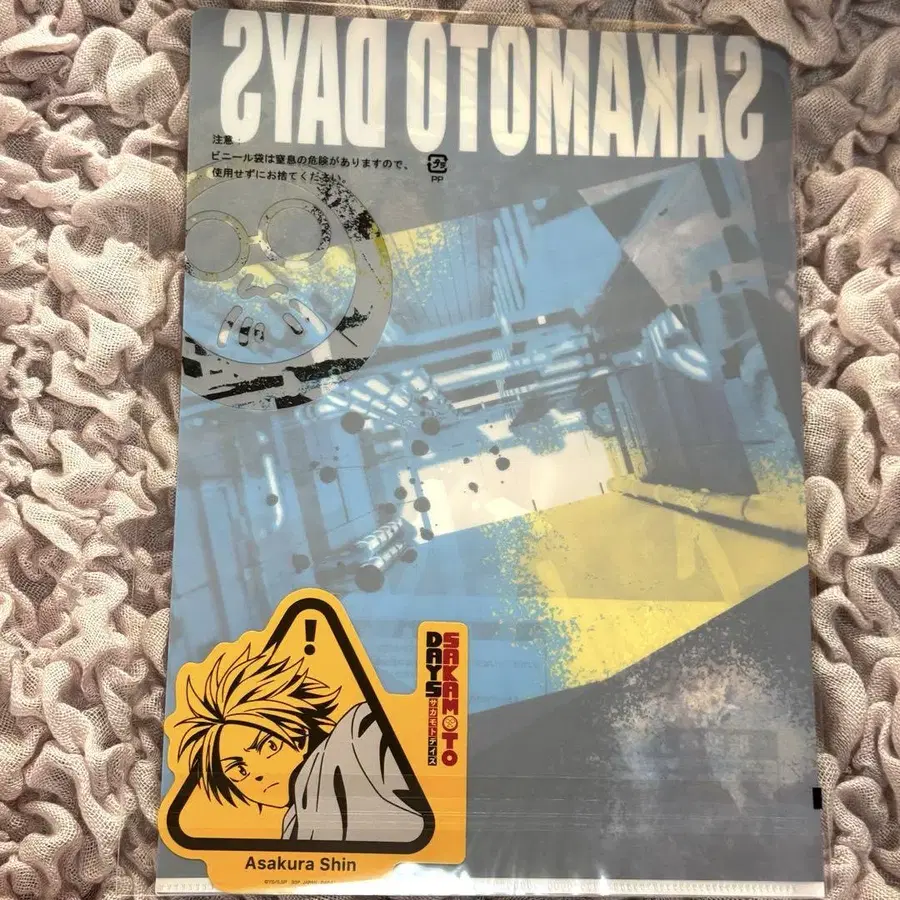 SAKAMOTO DAYS
注意：
ビニール袋は窒息の危険がありますので、
使用せずにお捨てください。
プラ
PP
!
SAKAMOTO
DAYS
サカモトデイズ
Asakura Shin